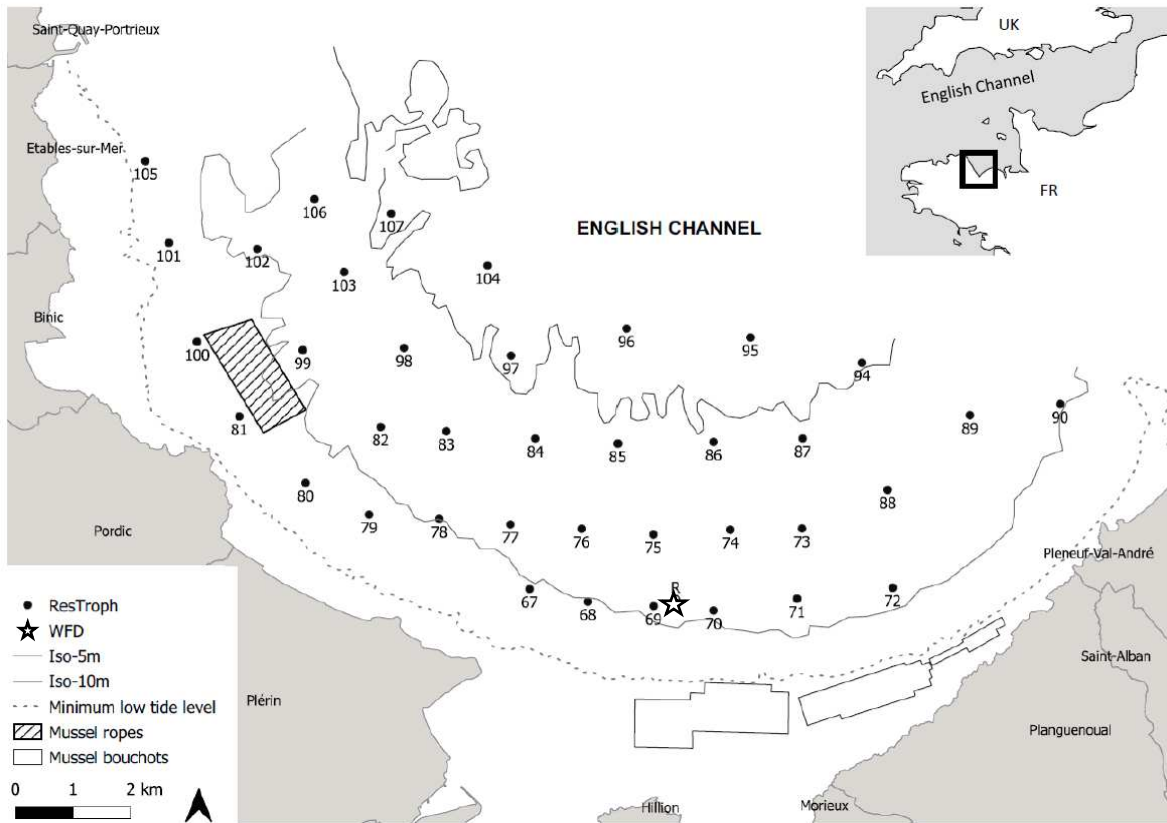 Saint-Quay-Portrieux
UK
English Channel
Etables-sur-Mer
105
FR
106
107
ENGLISH CHANNEL
101
102
103
104
Binic
100
99
98
97
96
95
94
81
82
83
84
85
86
87
89
90
80
88
79
78
77
76
75
74
73
Pordic
Pleneuf-Val-André
R
67
68
69
70
71
72
ResTroph
WFD
Iso-5m
Iso-10m
Minimum low tide level
Mussel ropes
Mussel bouchots
0 1 2 km
Saint-Alban
Plérin
Planguenoual
Hillion
Morieux